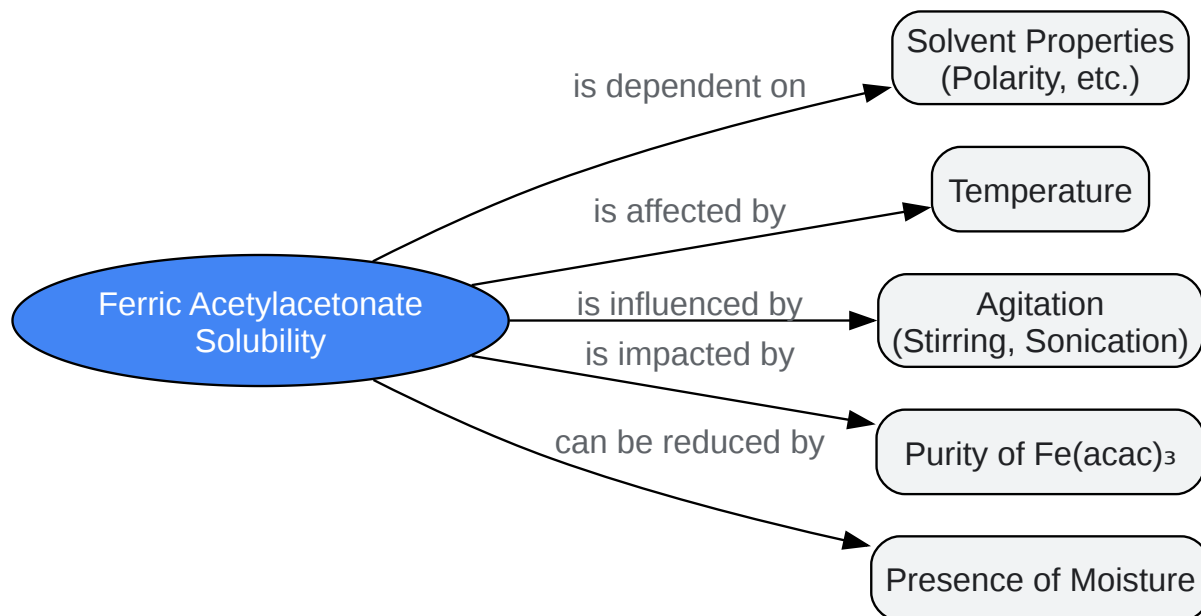 Solvent Properties
(Polarity, etc.)
is dependent on
Temperature
is affected by
Ferric Acetylacetonate
Solubility
is influenced by
Agitation
(Stirring, Sonication)
is impacted by
Purity of Fe(acac)₃
can be reduced by
Presence of Moisture